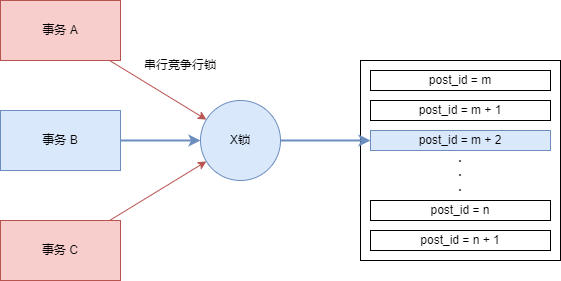 事务 A
串行竞争行锁
事务 B
X锁
事务 C
post_id = m
post_id = m + 1
post_id = m + 2
.
.
.
post_id = n
post_id = n + 1